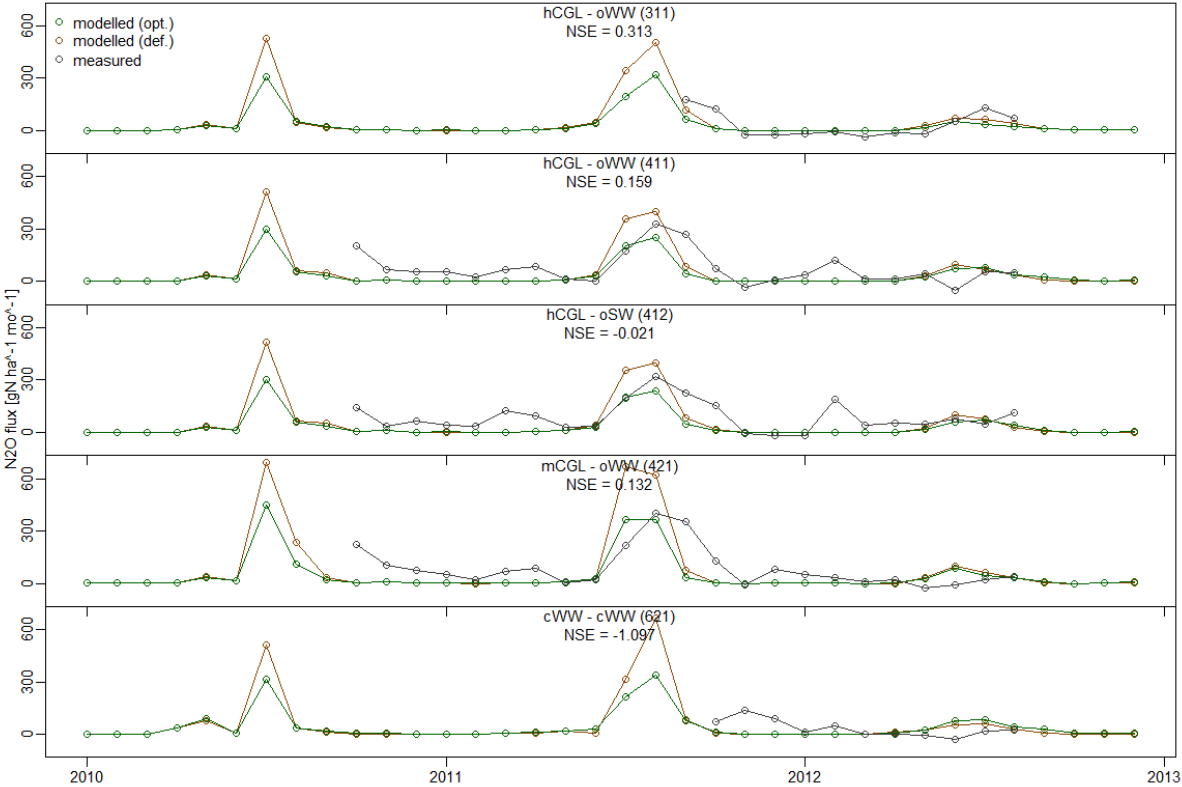 hCGL - oWW (311)
NSE = 0.313
modelled (opt.)
modelled (def.)
measured
600
300
0
hCGL - oWW (411)
NSE = 0.159
600
300
0
hCGL - oSW (412)
NSE = -0.021
600
300
0
mCGL - oWW (421)
NSE = 0.132
600
300
0
cWW - cWW (621)
NSE = -1.097
600
300
0
N2O flux [gN ha^-1 mo^-1]
2010
2011
2012
2013